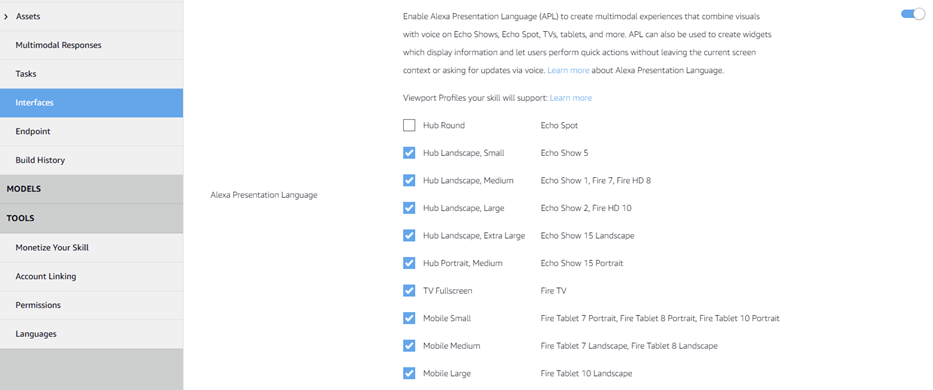 Assets
Multimodal Responses
Tasks
Interfaces
Endpoint
Build History
MODELS
TOOLS
Monetize Your Skill
Account Linking
Permissions
Languages
Alexa Presentation Language
Enable Alexa Presentation Language (APL) to create multimodal experiences that combine visuals
with voice on Echo Shows, Echo Spot, TVs, tablets, and more. APL can also be used to create widgets
which display information and let users perform quick actions without leaving the current screen
context or asking for updates via voice. Learn more about Alexa Presentation Language.
Viewport Profiles your skill will support: Learn more
Hub Round Echo Spot
Hub Landscape, Small Echo Show 5
Hub Landscape, Medium Echo Show 1, Fire 7, Fire HD 8
Hub Landscape, Large Echo Show 2, Fire HD 10
Hub Landscape, Extra Large Echo Show 15 Landscape
Hub Portrait, Medium Echo Show 15 Portrait
TV Fullscreen Fire TV
Mobile Small Fire Tablet 7 Portrait, Fire Tablet 8 Portrait, Fire Tablet 10 Portrait
Mobile Medium Fire Tablet 7 Landscape, Fire Tablet 8 Landscape
Mobile Large Fire Tablet 10 Landscape